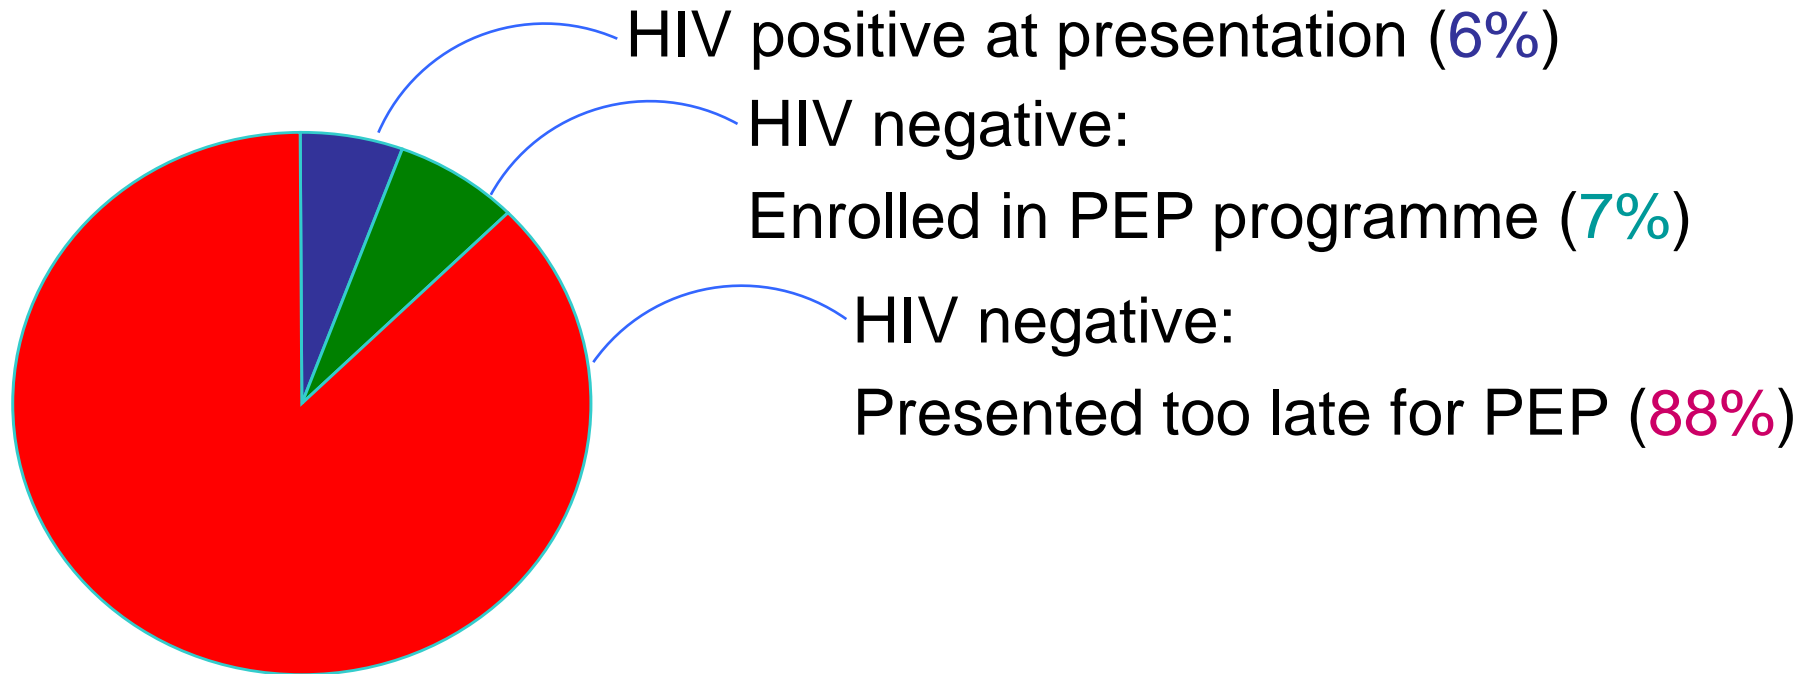 HIV positive at presentation (6%)
HIV negative:
Enrolled in PEP programme (7%)
HIV negative:
Presented too late for PEP (88%)